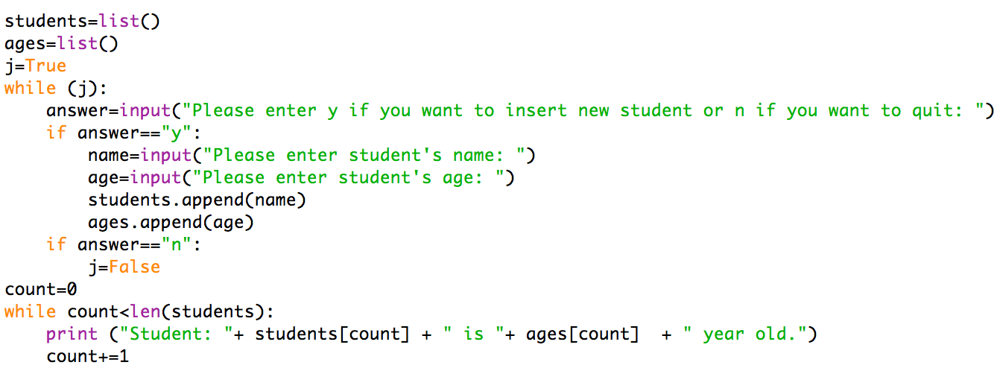 students=list()
ages=list()
j=True
while (j):
    answer=input("Please enter y if you want to insert new student or n if you want to quit: ")
    if answer=="y":
        name=input("Please enter student's name: ")
        age=input("Please enter student's age: ")
        students.append(name)
        ages.append(age)
    if answer=="n":
        j=False
count=0
while count<len(students):
    print ("Student: "+ students[count] + " is "+ ages[count]  + " year old.")
    count+=1